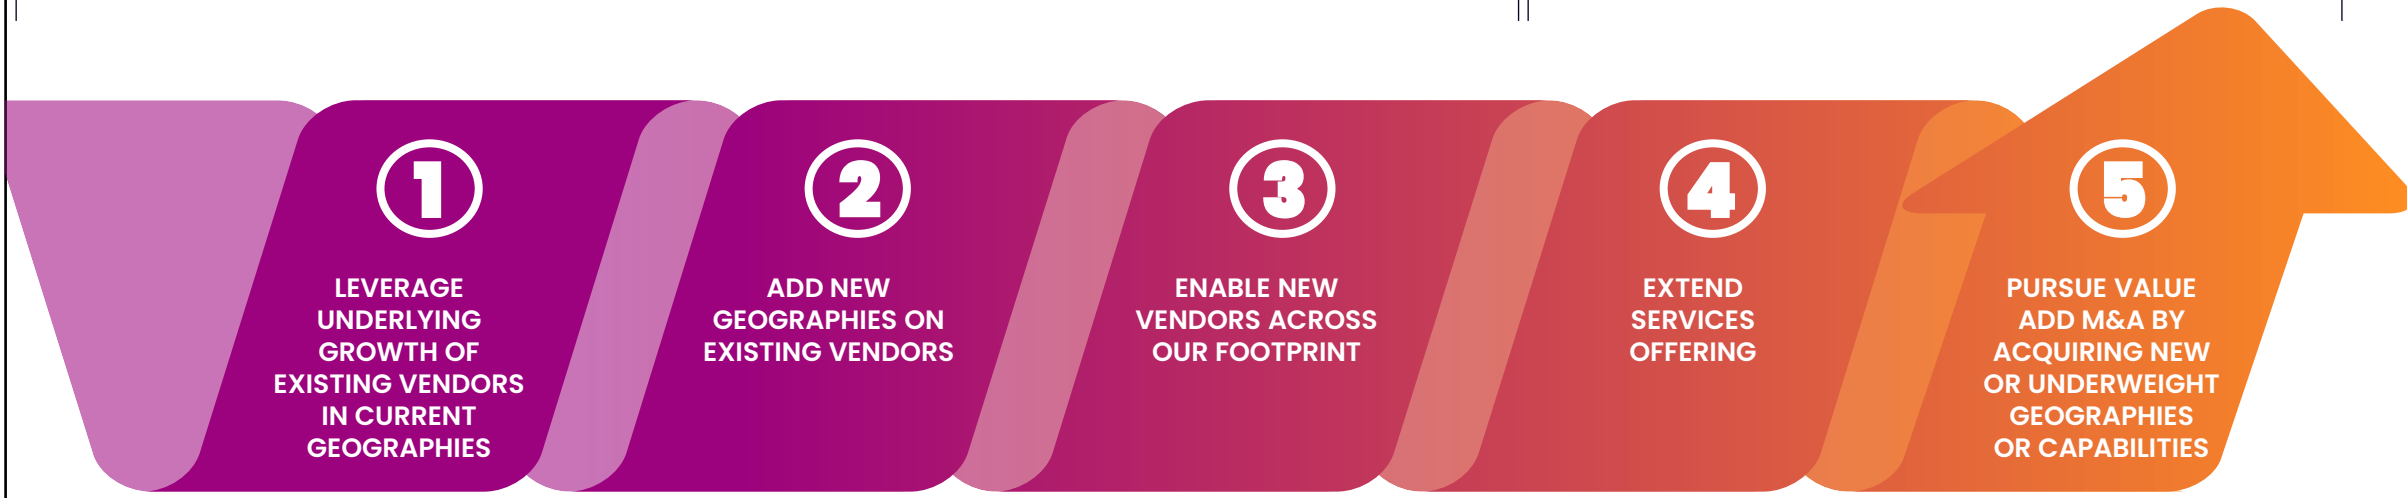 1
LEVERAGE
UNDERLYING
GROWTH OF
EXISTING VENDORS
IN CURRENT
GEOGRAPHIES
2
ADD NEW
GEOGRAPHIES ON
EXISTING VENDORS
3
ENABLE NEW
VENDORS ACROSS
OUR FOOTPRINT
4
EXTEND
SERVICES
OFFERING
5
PURSUE VALUE
ADD M&A BY
ACQUIRING NEW
OR UNDERWEIGHT
GEOGRAPHIES
OR CAPABILITIES